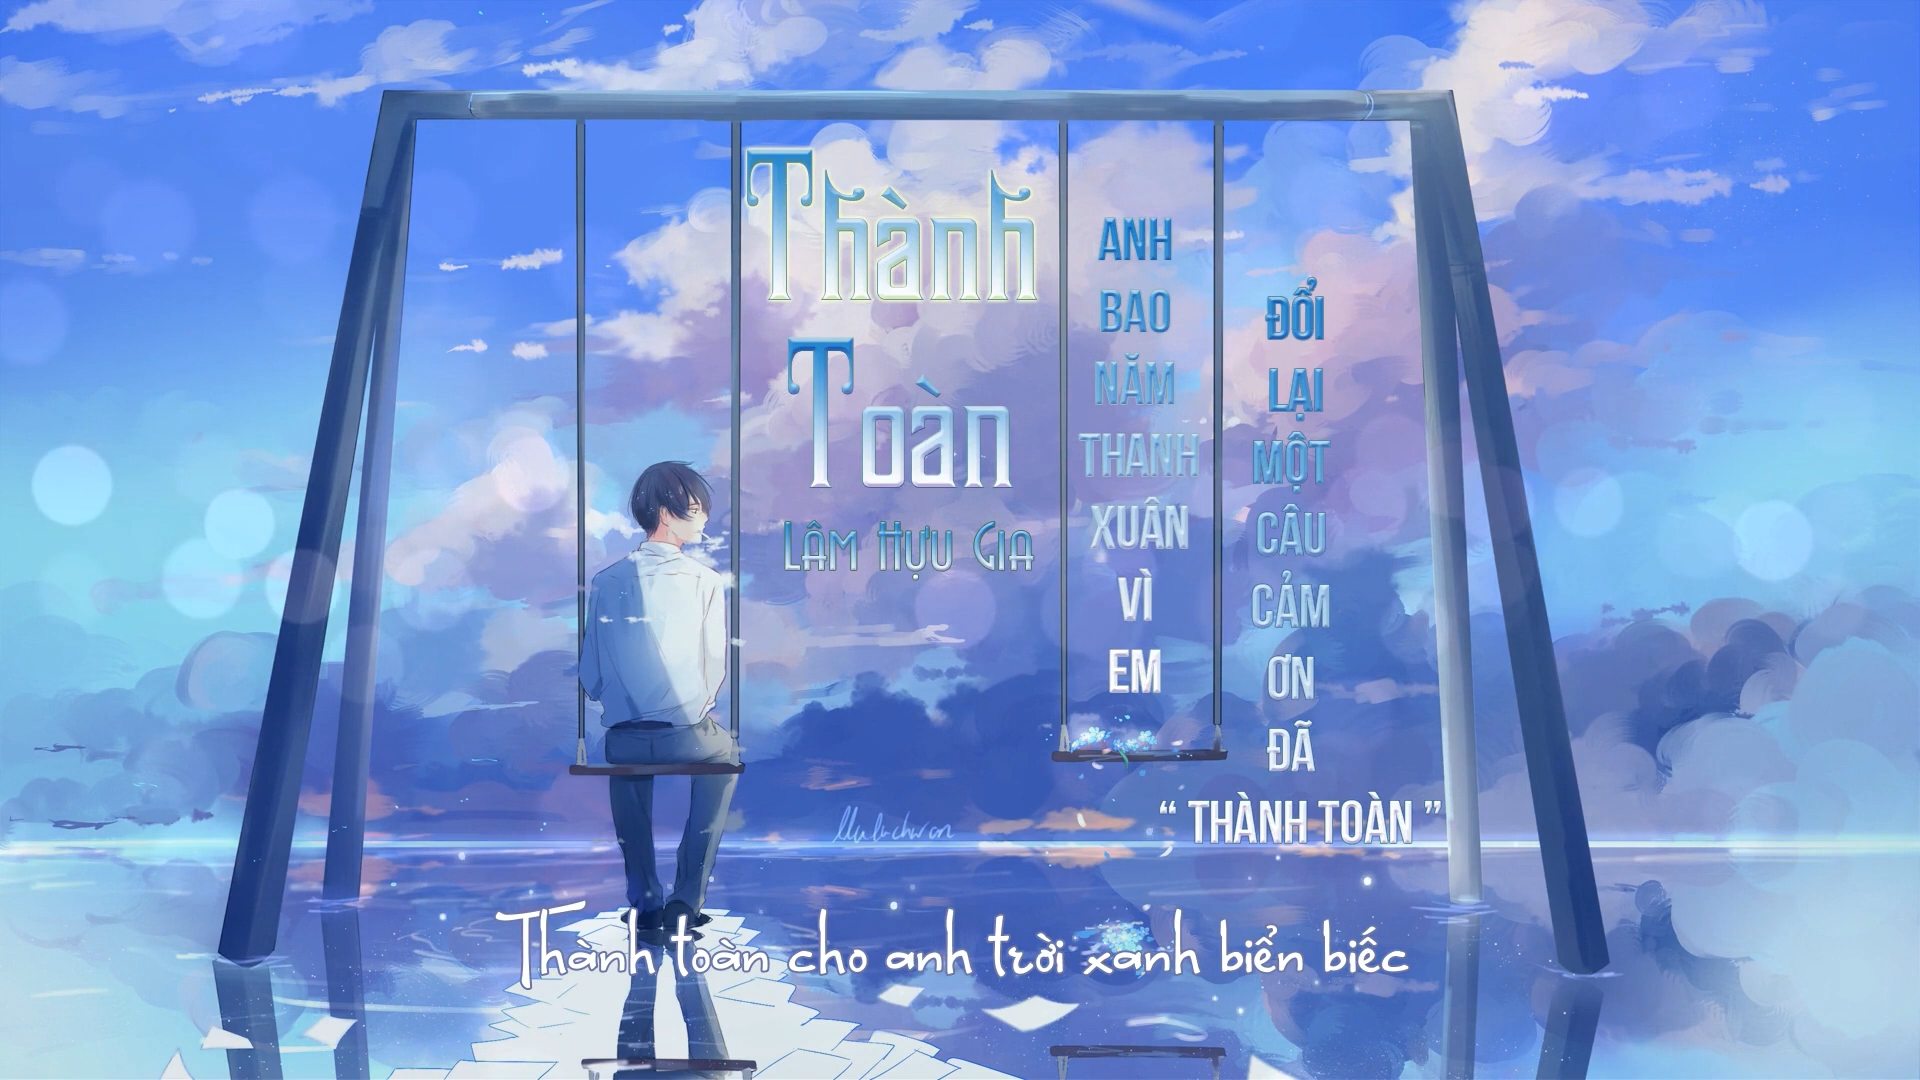 Thành
Toàn
Lâm Hựu Gia
ANH
BAO
NĂM
THANH
XUÂN
VÌ
EM
ĐỔI
LẠI
MỘT
CÂU
CẢM
ƠN
ĐÃ
“ THÀNH TOÀN ”
Thành toàn cho anh trời xanh biển biếc